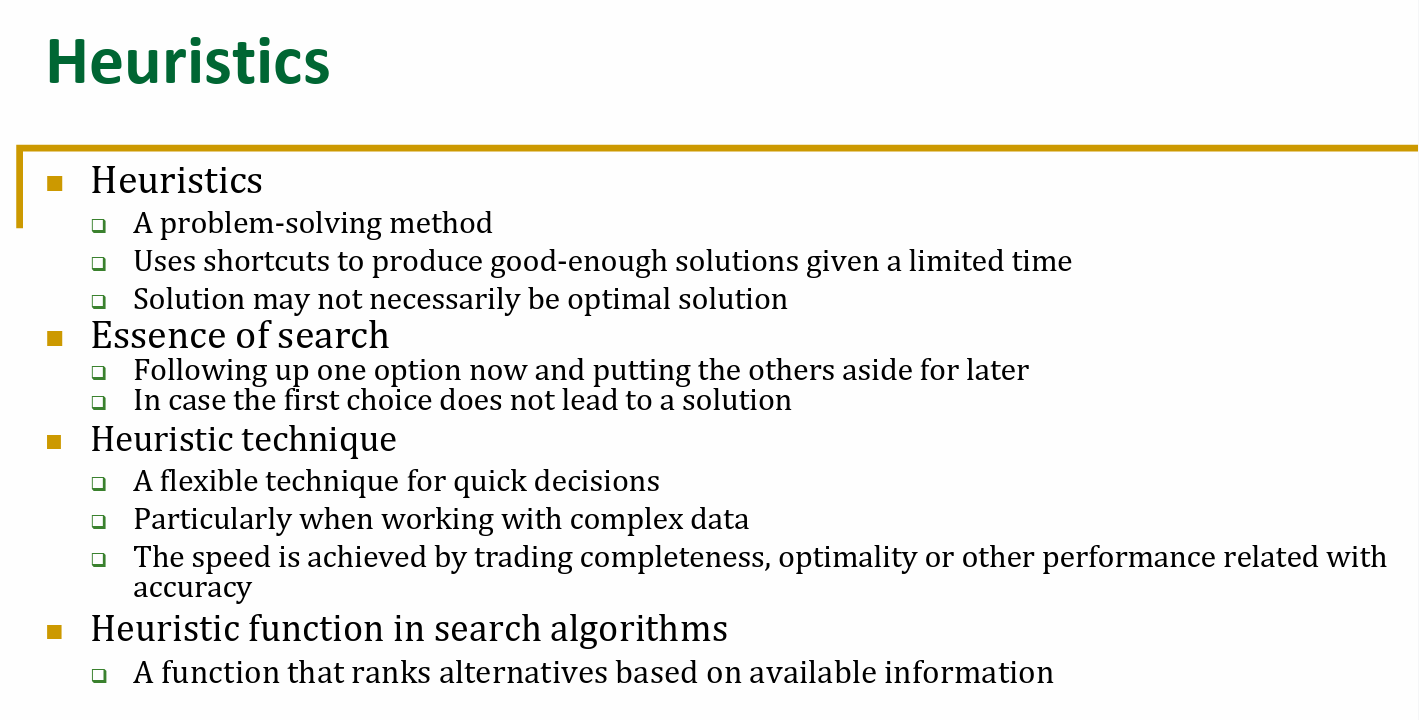 Heuristics
Heuristics
A problem-solving method
Uses shortcuts to produce good-enough solutions given a limited time
Solution may not necessarily be optimal solution
Essence of search
Following up one option now and putting the others aside for later
In case the first choice does not lead to a solution
Heuristic technique
A flexible technique for quick decisions
Particularly when working with complex data
The speed is achieved by trading completeness, optimality or other performance related with
accuracy
Heuristic function in search algorithms
A function that ranks alternatives based on available information